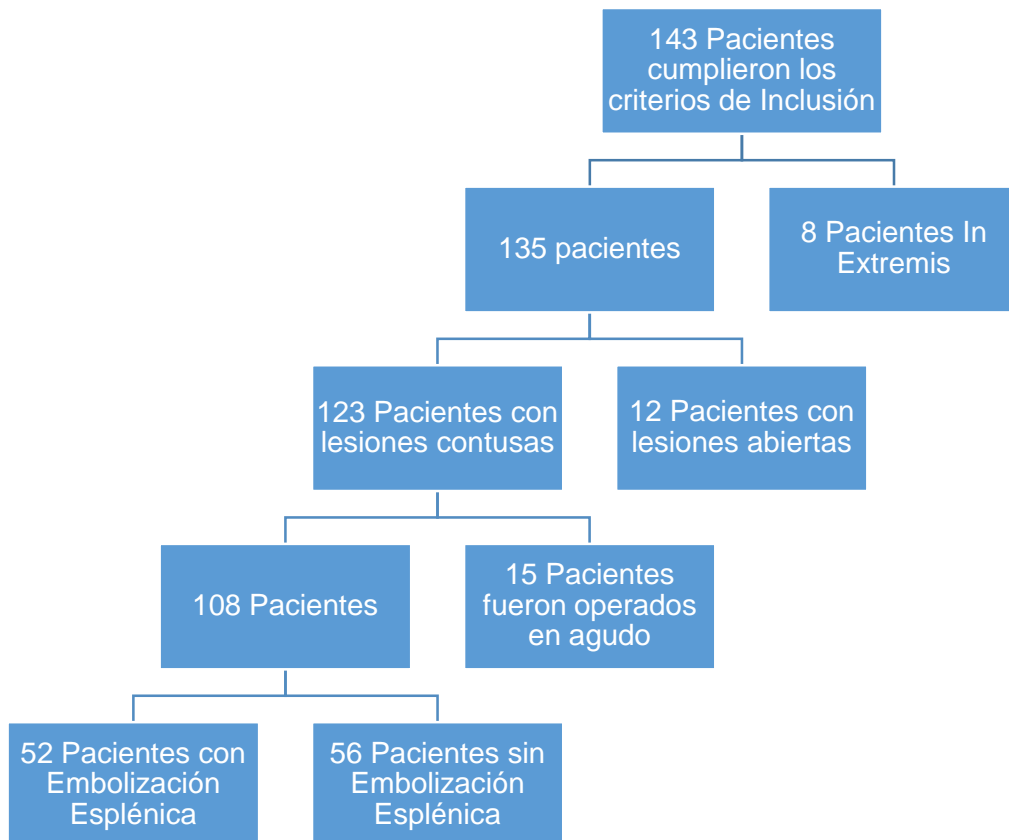 143 Pacientes
cumplieron los
criterios de Inclusión
135 pacientes
8 Pacientes In
Extremis
123 Pacientes con
lesiones contusas
12 Pacientes con
lesiones abiertas
108 Pacientes
15 Pacientes
fueron operados
en agudo
52 Pacientes con
Embolización
Esplénica
56 Pacientes sin
Embolización
Esplénica